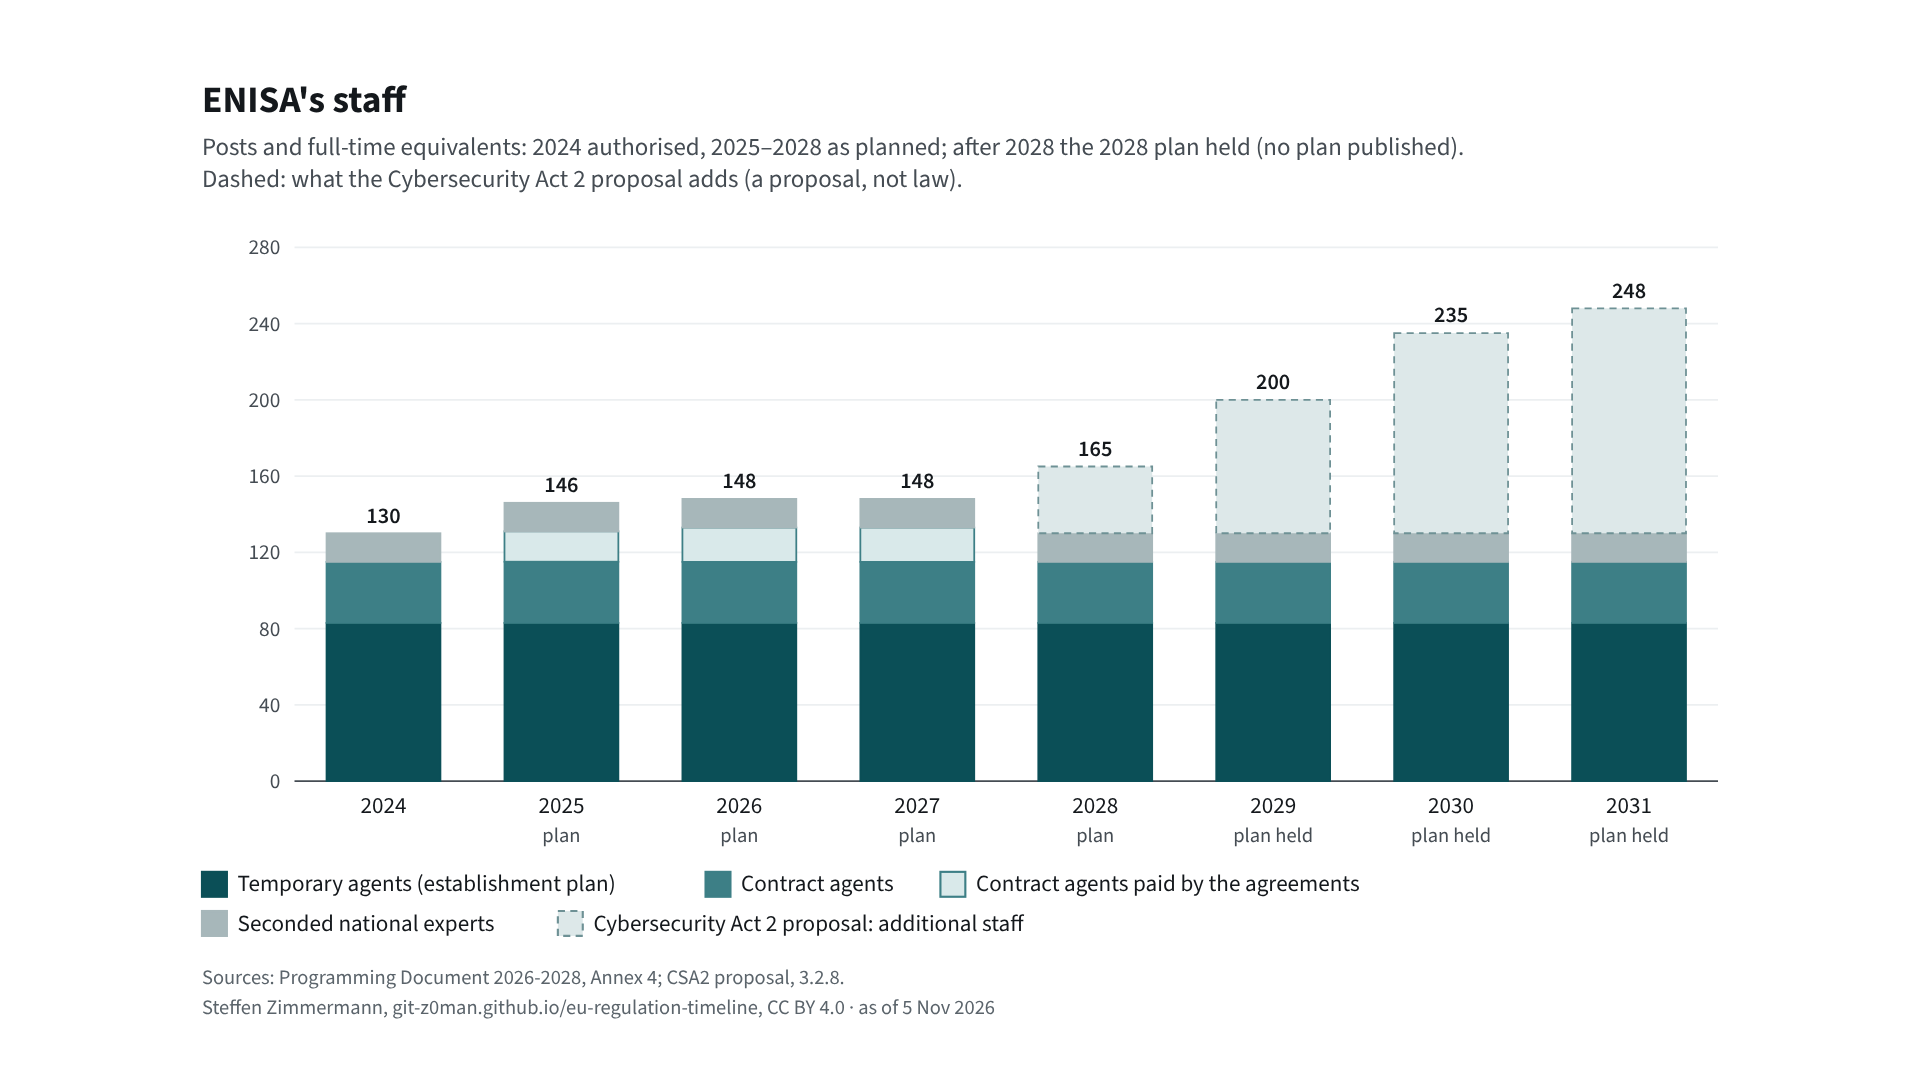 ENISA's staff
Posts and full-time equivalents: 2024 authorised, 2025–2028 as planned; after 2028 the 2028 plan held (no plan published).
Dashed: what the Cybersecurity Act 2 proposal adds (a proposal, not law).
280
240
200
160
120
80
40
0
130
146
148
148
165
200
235
248
2024
2025
2026
2027
2028
2029
2030
2031
plan
plan
plan
plan
plan held
plan held
plan held
Temporary agents (establishment plan)
Contract agents
Contract agents paid by the agreements
Seconded national experts
Cybersecurity Act 2 proposal: additional staff
Sources: Programming Document 2026-2028, Annex 4; CSA2 proposal, 3.2.8.
Steffen Zimmermann, git-z0man.github.io/eu-regulation-timeline, CC BY 4.0 · as of 5 Nov 2026